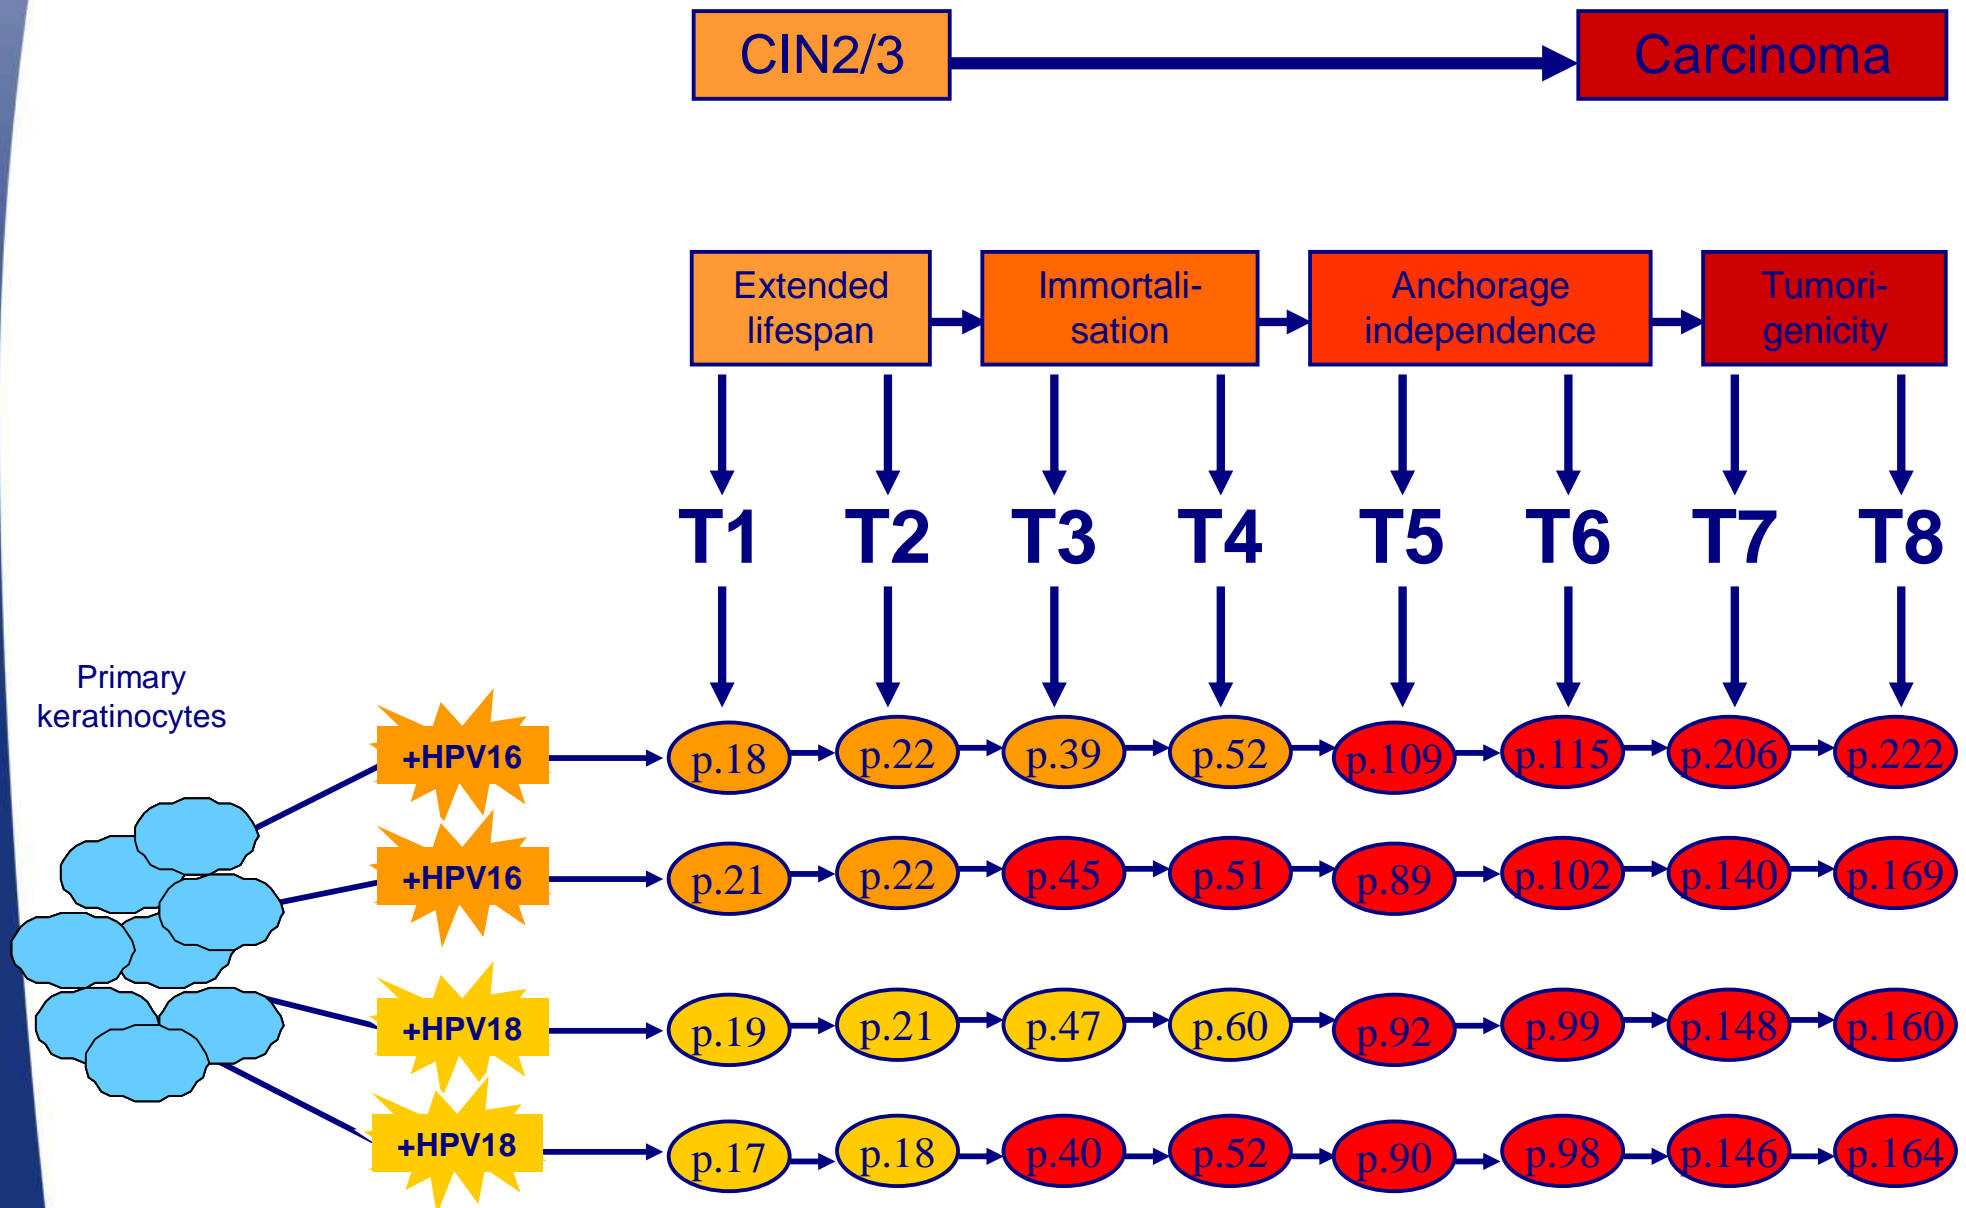 CIN2/3
Carcinoma
Extended
lifespan
Immortali-
sation
Anchorage
independence
Tumori-
genicity
T1 T2 T3 T4 T5 T6 T7 T8
Primary
keratinocytes
+HPV16 p.18 p.22 p.39 p.52 p.109 p.115 p.206 p.222
+HPV16 p.21 p.22 p.45 p.51 p.89 p.102 p.140 p.169
+HPV18 p.19 p.21 p.47 p.60 p.92 p.99 p.148 p.160
+HPV18 p.17 p.18 p.40 p.52 p.90 p.98 p.146 p.164